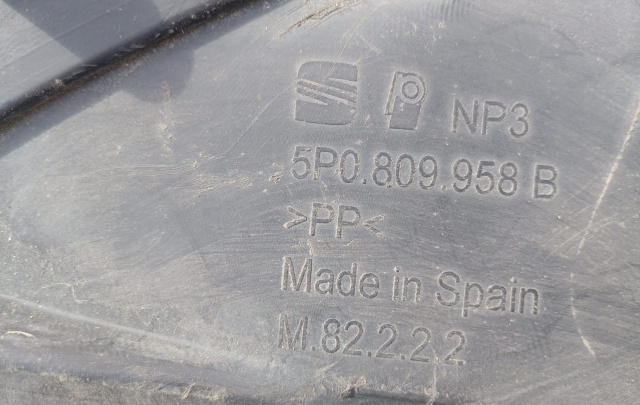 NP3
5P0.809.958 B
>PP<
Made in Spain
M.82.2.2.2